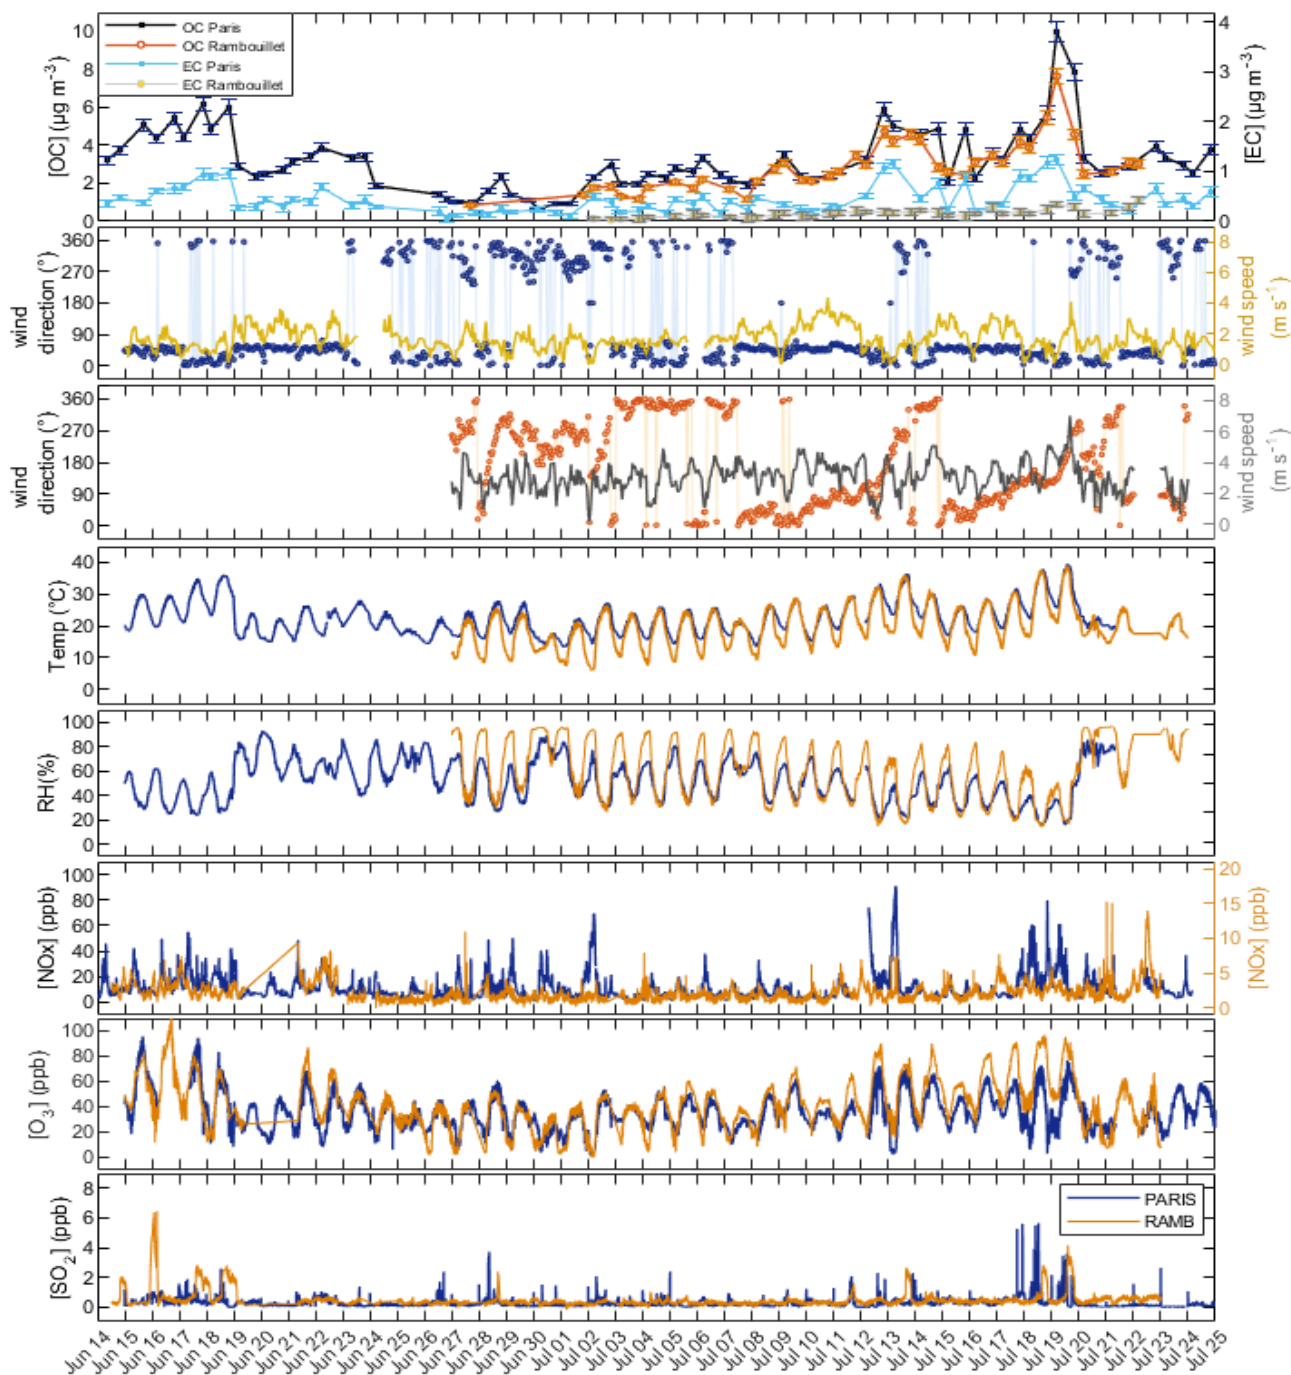 OC Paris
OC Rambouillet
EC Paris
EC Rambouillet
[OC] (µg m⁻³)
10
8
6
4
2
0
[EC] (µg m⁻³)
4
3
2
1
0
wind
direction (°)
360
270
180
90
0
wind speed
(m s⁻¹)
8
6
4
2
0
wind
direction (°)
360
270
180
90
0
wind speed
(m s⁻¹)
8
6
4
2
0
Temp (°C)
40
30
20
10
0
RH(%)
100
80
60
40
20
0
[NOx] (ppb)
100
80
60
40
20
0
[NOx] (ppb)
20
15
10
5
0
[O₃] (ppb)
100
80
60
40
20
0
[SO₂] (ppb)
8
6
4
2
0
PARIS
RAMB
Jun 14
Jun 15
Jun 16
Jun 17
Jun 18
Jun 19
Jun 20
Jun 21
Jun 22
Jun 23
Jun 24
Jun 25
Jun 26
Jun 27
Jun 28
Jun 29
Jun 30
Jul 01
Jul 02
Jul 03
Jul 04
Jul 05
Jul 06
Jul 07
Jul 08
Jul 09
Jul 10
Jul 11
Jul 12
Jul 13
Jul 14
Jul 15
Jul 16
Jul 17
Jul 18
Jul 19
Jul 20
Jul 21
Jul 22
Jul 23
Jul 24
Jul 25